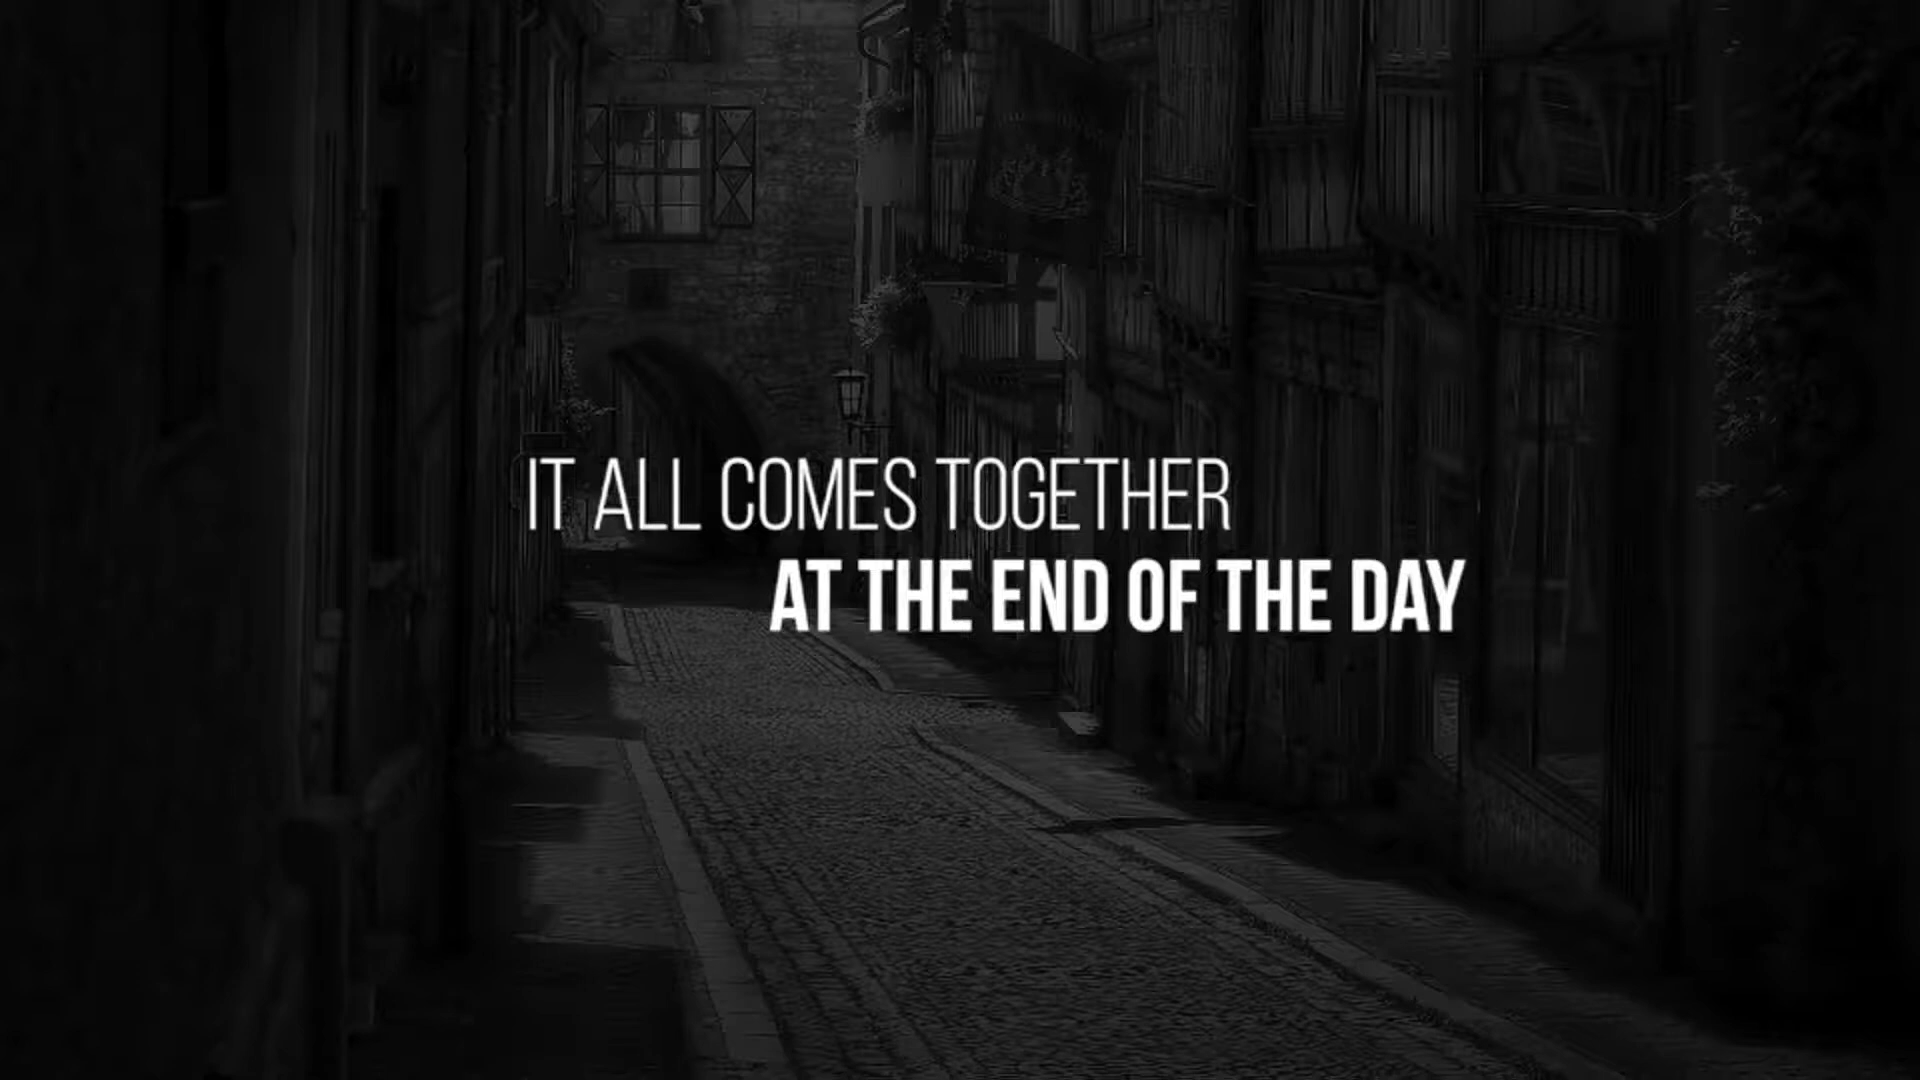 IT ALL COMES TOGETHER
AT THE END OF THE DAY